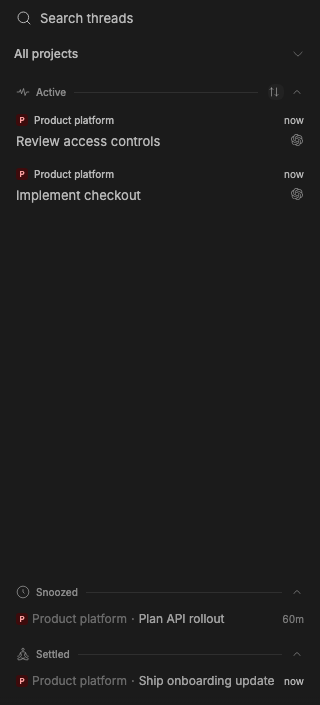 Search threads
All projects
Active
P Product platform now
Review access controls
P Product platform now
Implement checkout
Snoozed
P Product platform · Plan API rollout 60m
Settled
P Product platform · Ship onboarding update now